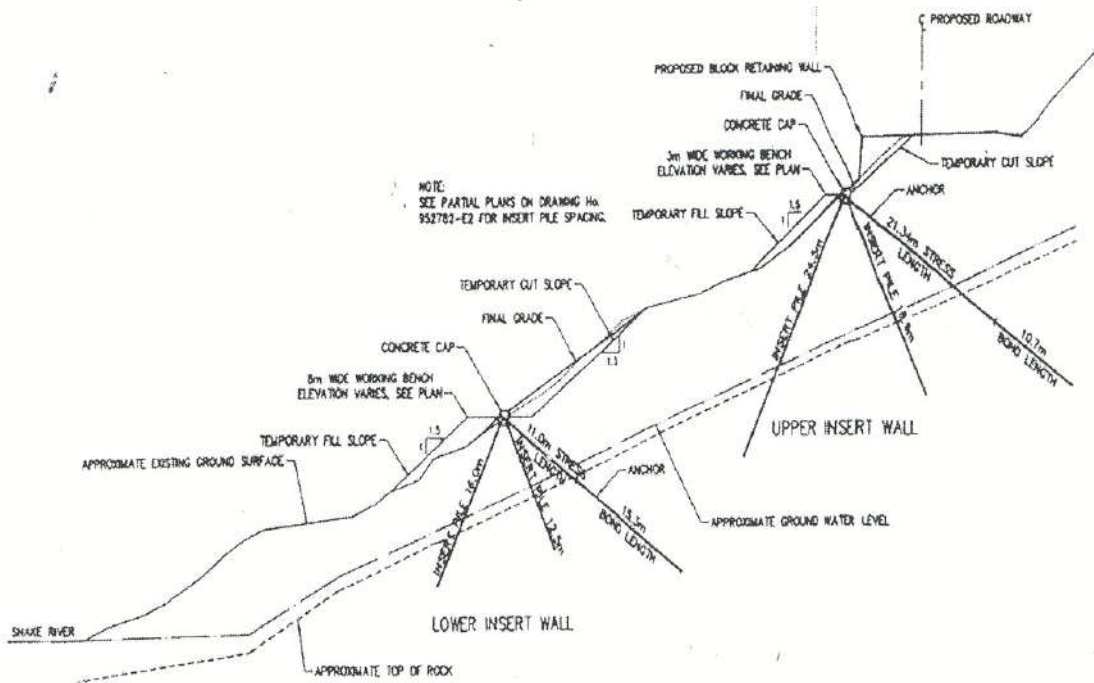 ℄ PROPOSED ROADWAY
PROPOSED BLOCK RETAINING WALL
FINAL GRADE
CONCRETE CAP
3m WIDE WORKING BENCH
ELEVATION VARIES, SEE PLAN
TEMPORARY CUT SLOPE
ANCHOR
NOTE:
SEE PARTIAL PLANS ON DRAWING No.
952782-E2 FOR INSERT PILE SPACING.
TEMPORARY FILL SLOPE
1.5
1
21.34m STRESS
LENGTH
INSERT PILE 24.5m
INSERT PILE
10.7m
BOND LENGTH
UPPER INSERT WALL
TEMPORARY CUT SLOPE
FINAL GRADE
1
CONCRETE CAP
8m WIDE WORKING BENCH
ELEVATION VARIES, SEE PLAN
1.5
1
TEMPORARY FILL SLOPE
APPROXIMATE EXISTING GROUND SURFACE
11.0m STRESS
LENGTH
ANCHOR
INSERT PILE 16.0m
INSERT PILE 12.5m
BOND LENGTH
APPROXIMATE GROUND WATER LEVEL
LOWER INSERT WALL
SNAKE RIVER
APPROXIMATE TOP OF ROCK